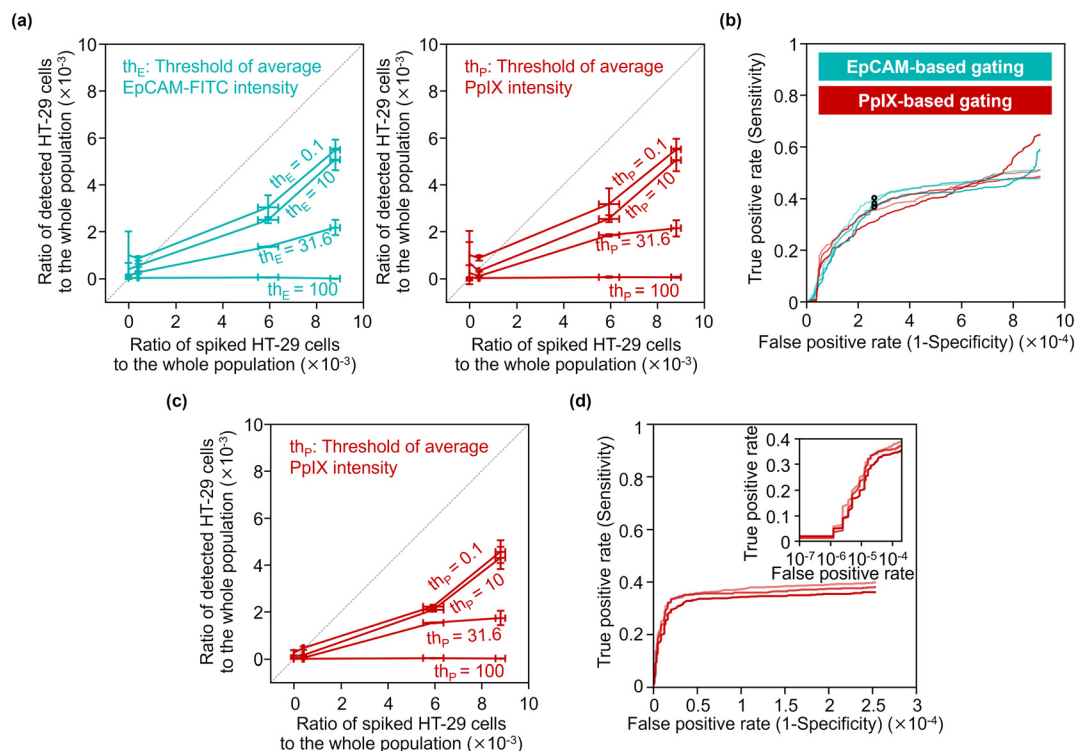 (a)
Ratio of detected HT-29 cells
to the whole population (×10⁻³)
10
8
6
4
2
0
th_E: Threshold of average
EpCAM-FITC intensity
th_E = 0.1
th_E = 10
th_E = 31.6
th_E = 100
0 2 4 6 8 10
Ratio of spiked HT-29 cells
to the whole population (×10⁻³)
Ratio of detected HT-29 cells
to the whole population (×10⁻³)
10
8
6
4
2
0
th_P: Threshold of average
PpIX intensity
th_P = 0.1
th_P = 10
th_P = 31.6
th_P = 100
0 2 4 6 8 10
Ratio of spiked HT-29 cells
to the whole population (×10⁻³)
(b)
True positive rate (Sensitivity)
1
0.8
0.6
0.4
0.2
0
EpCAM-based gating
PpIX-based gating
0 2 4 6 8 10
False positive rate (1-Specificity) (×10⁻⁴)
(c)
Ratio of detected HT-29 cells
to the whole population (×10⁻³)
10
8
6
4
2
0
th_P: Threshold of average
PpIX intensity
th_P = 0.1
th_P = 10
th_P = 31.6
th_P = 100
0 2 4 6 8 10
Ratio of spiked HT-29 cells
to the whole population (×10⁻³)
(d)
True positive rate (Sensitivity)
1
0.8
0.6
0.4
0.2
0
True positive rate
0.4
0.3
0.2
0.1
0
10⁻⁷ 10⁻⁶ 10⁻⁵ 10⁻⁴
False positive rate
0 0.5 1 1.5 2 2.5 3
False positive rate (1-Specificity) (×10⁻⁴)